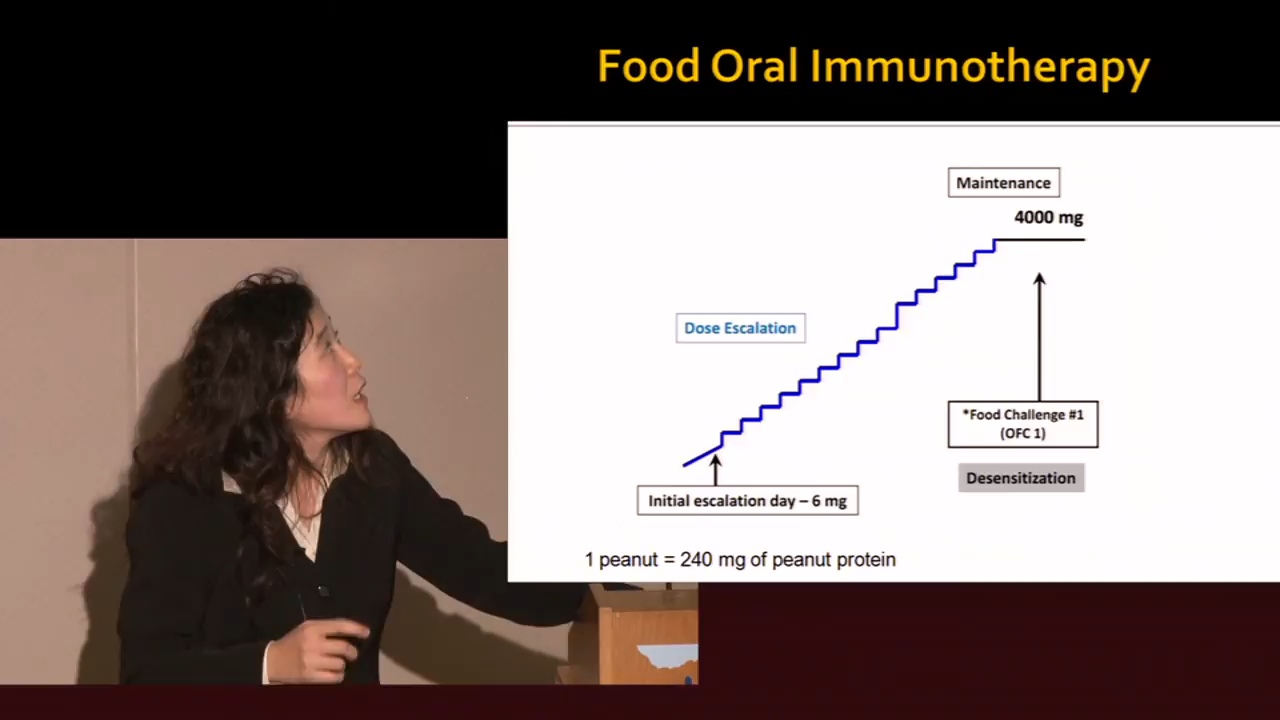 Food Oral Immunotherapy
Maintenance
4000 mg
Dose Escalation
*Food Challenge #1
(OFC 1)
Desensitization
Initial escalation day – 6 mg
1 peanut = 240 mg of peanut protein